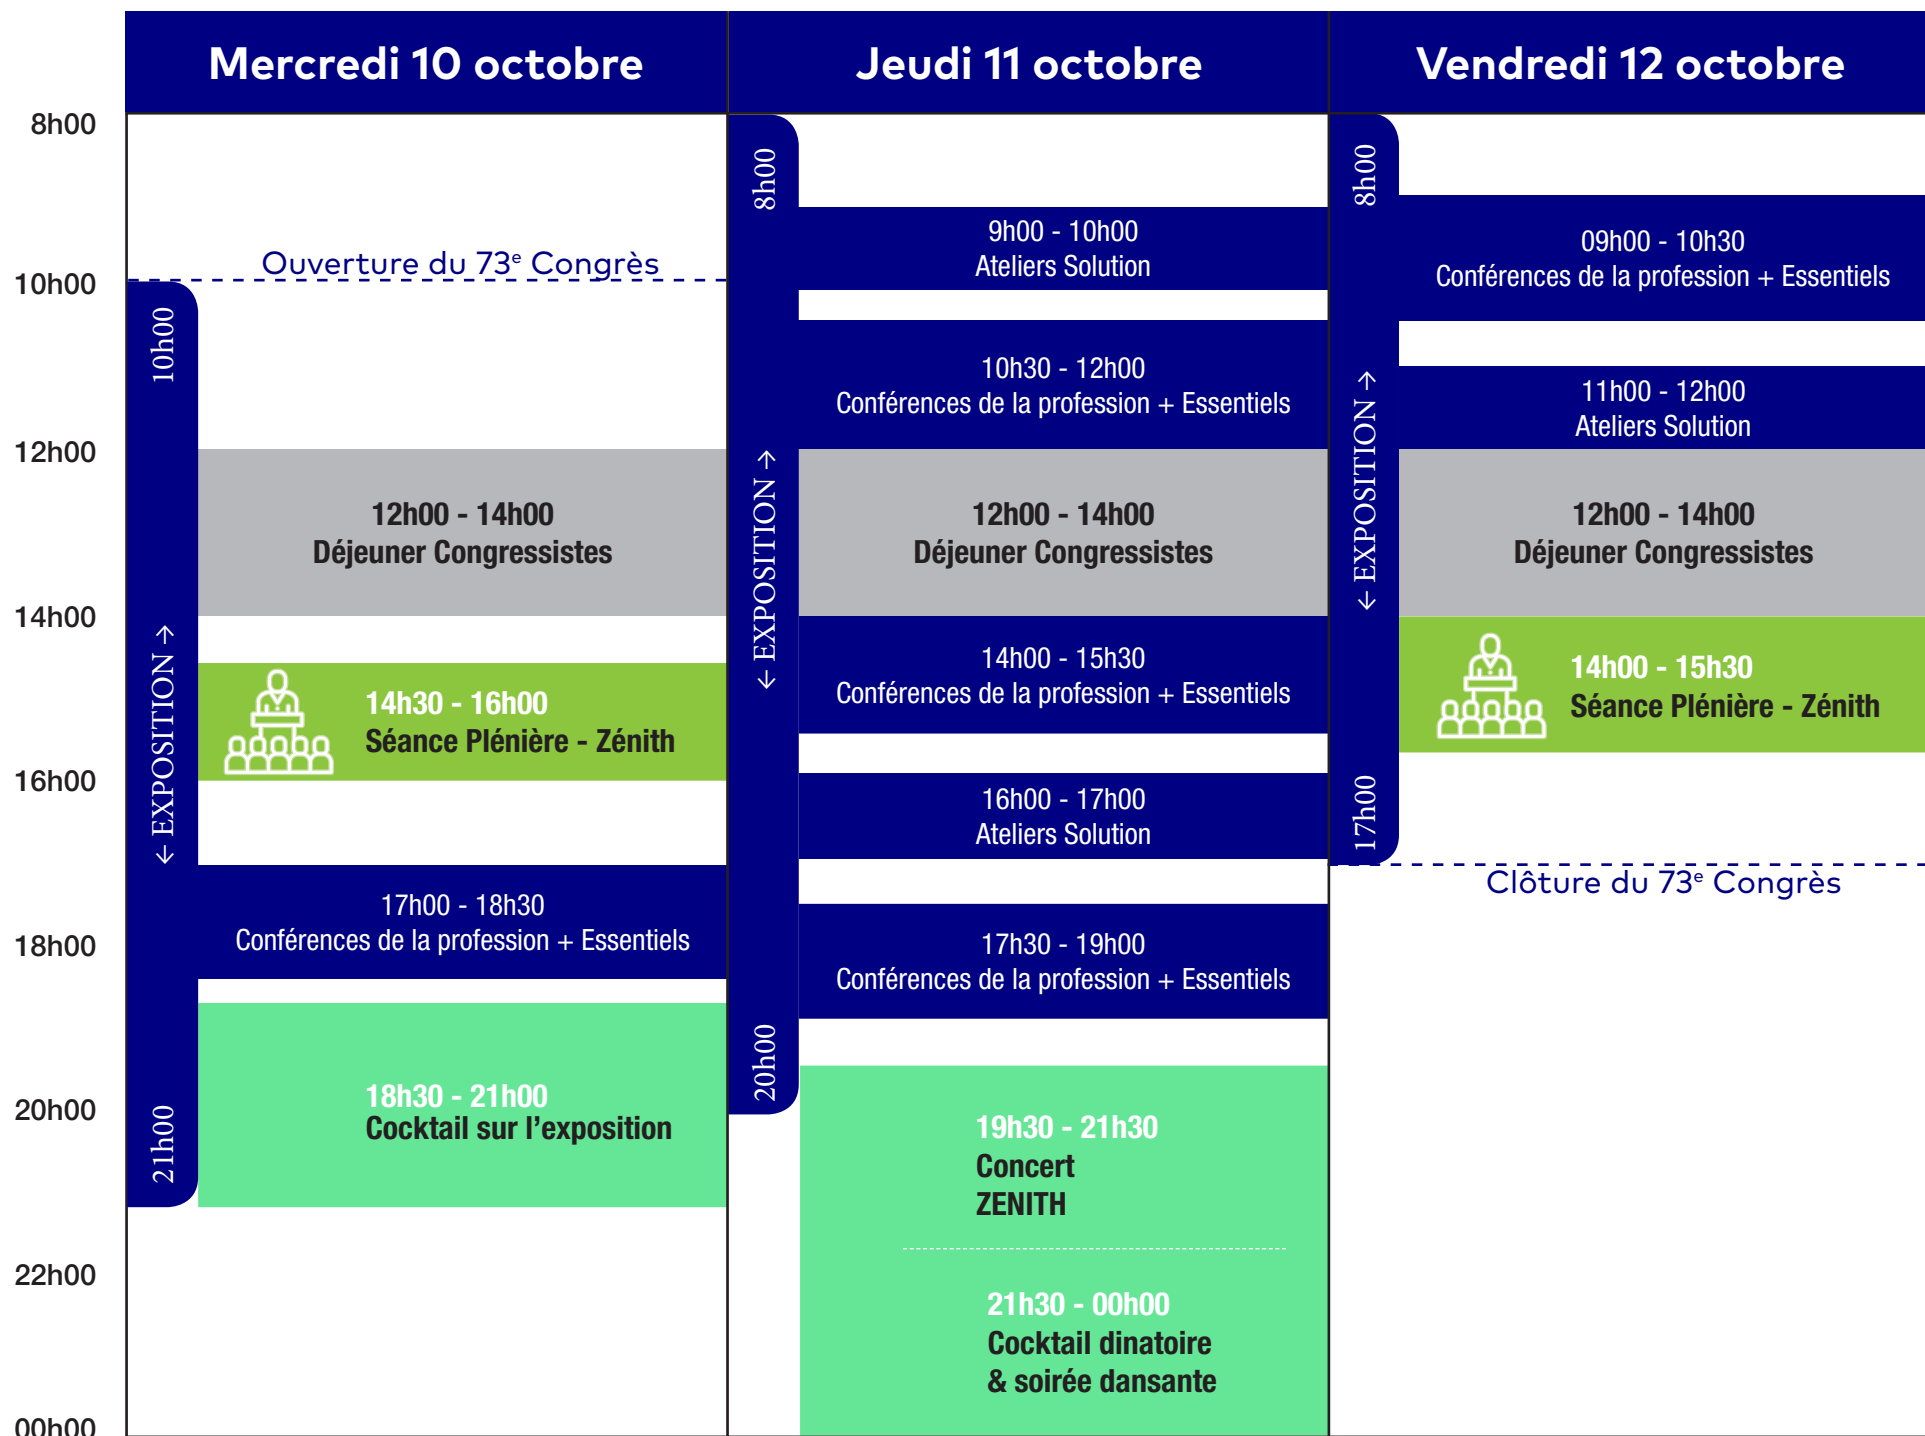 Mercredi 10 octobre
Jeudi 11 octobre
Vendredi 12 octobre
8h00
10h00
12h00
14h00
16h00
18h00
20h00
22h00
00h00
Ouverture du 73e Congrès
10h00
← EXPOSITION →
21h00
12h00 - 14h00
Déjeuner Congressistes
14h30 - 16h00
Séance Plénière - Zénith
17h00 - 18h30
Conférences de la profession + Essentiels
18h30 - 21h00
Cocktail sur l'exposition
8h00
← EXPOSITION →
20h00
9h00 - 10h00
Ateliers Solution
10h30 - 12h00
Conférences de la profession + Essentiels
12h00 - 14h00
Déjeuner Congressistes
14h00 - 15h30
Conférences de la profession + Essentiels
16h00 - 17h00
Ateliers Solution
17h30 - 19h00
Conférences de la profession + Essentiels
19h30 - 21h30
Concert
ZENITH
21h30 - 00h00
Cocktail dinatoire
& soirée dansante
8h00
← EXPOSITION →
17h00
09h00 - 10h30
Conférences de la profession + Essentiels
11h00 - 12h00
Ateliers Solution
12h00 - 14h00
Déjeuner Congressistes
14h00 - 15h30
Séance Plénière - Zénith
Clôture du 73e Congrès